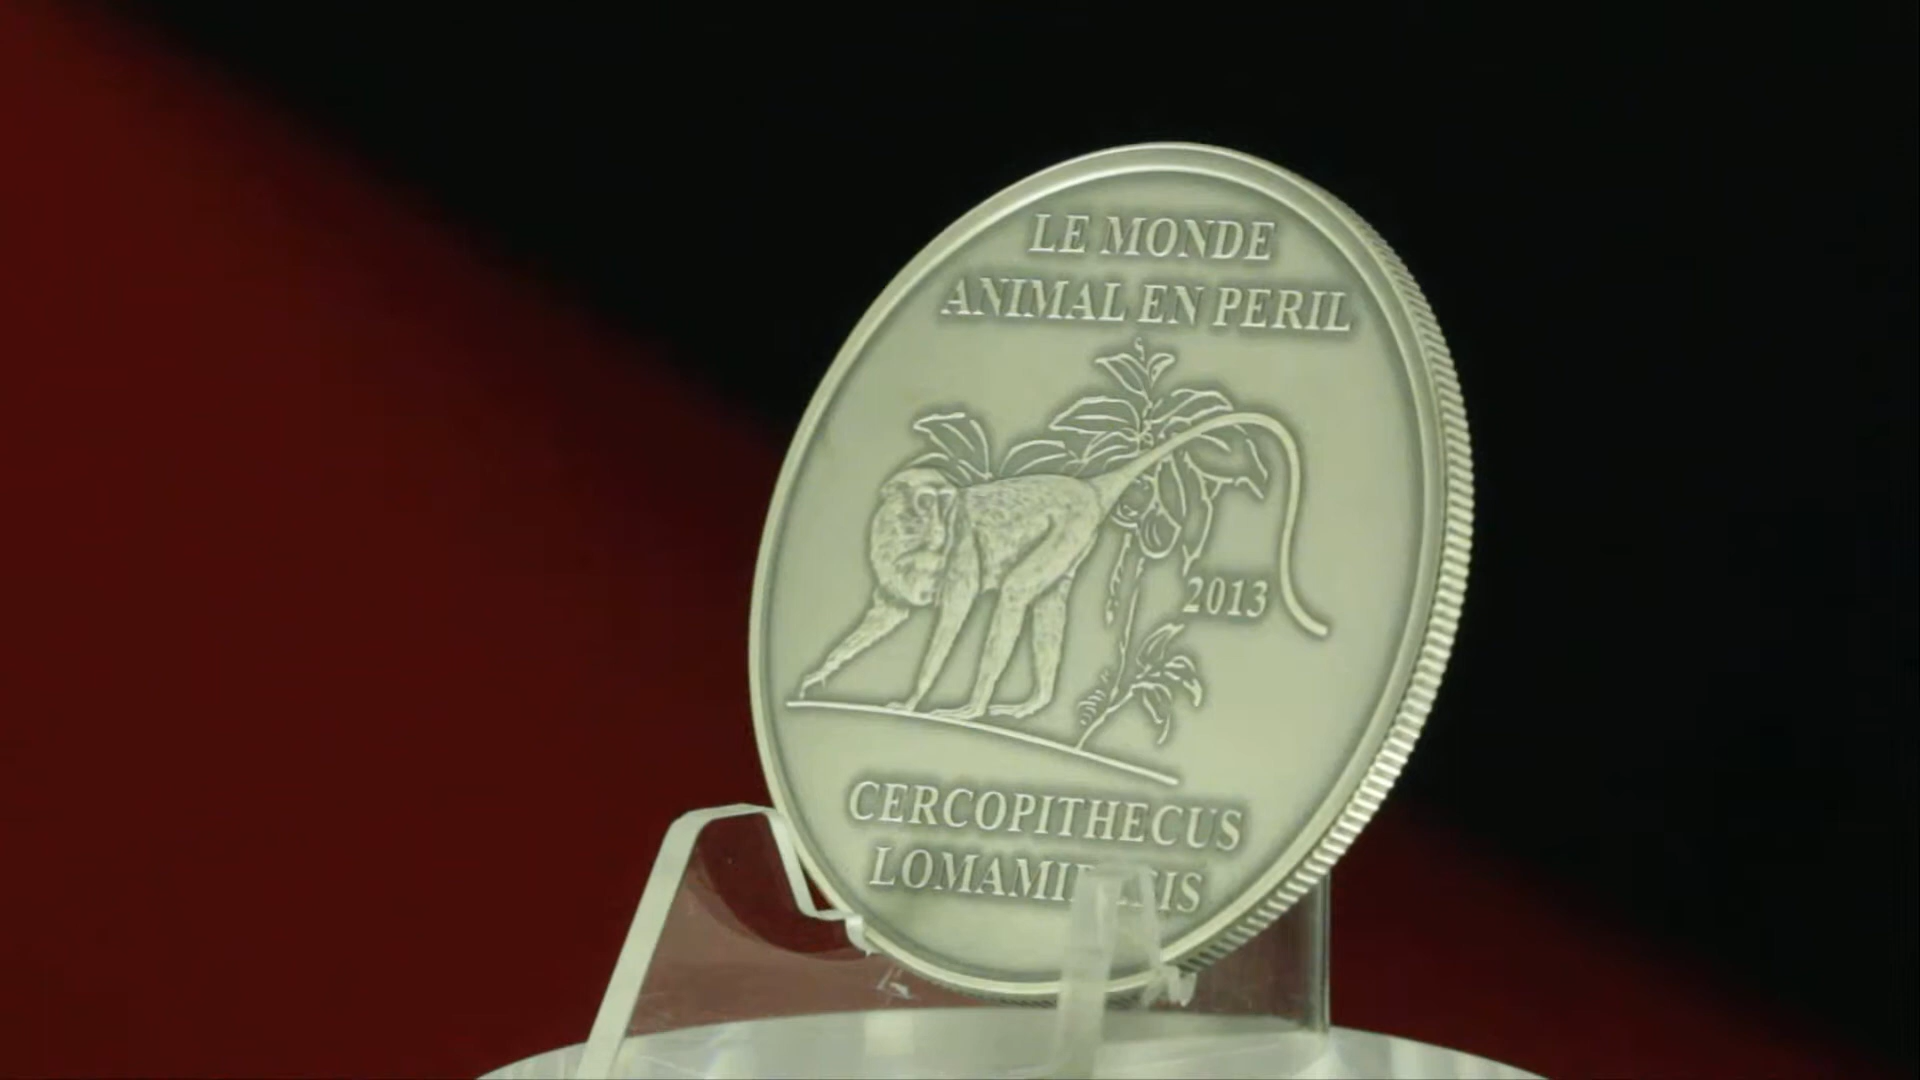 LE MONDE
ANIMAL EN PERIL
2013
CERCOPITHECUS